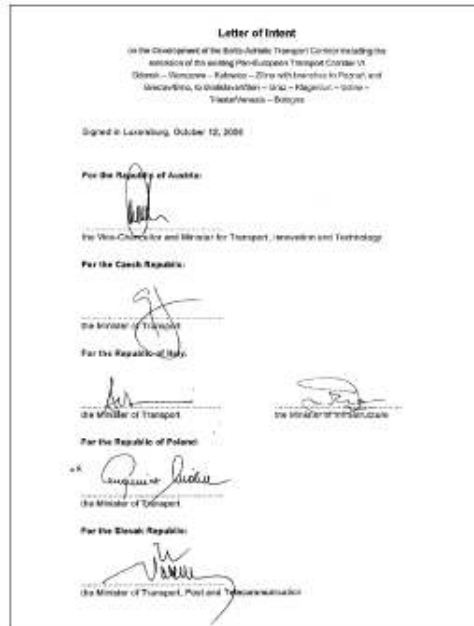 Letter of Intent
on the Development of the Baltic-Adriatic Transport Corridor including the
extension of the existing Pan-European Transport Corridor VI
Gdansk – Warszawa – Katowice – Zilina with branches to Poznań and
Breclav/Brno, to Bratislava/Wien – Graz – Klagenfurt – Udine –
Trieste/Venezia – Bologna
Signed in Luxemburg, October 12, 2006
For the Republic of Austria:
the Vice-Chancellor and Minister for Transport, Innovation and Technology
For the Czech Republic:
the Minister of Transport
For the Republic of Italy:
the Minister of Transport the Minister of Infrastructure
For the Republic of Poland:
the Minister of Transport
For the Slovak Republic:
the Minister of Transport, Post and Telecommunication